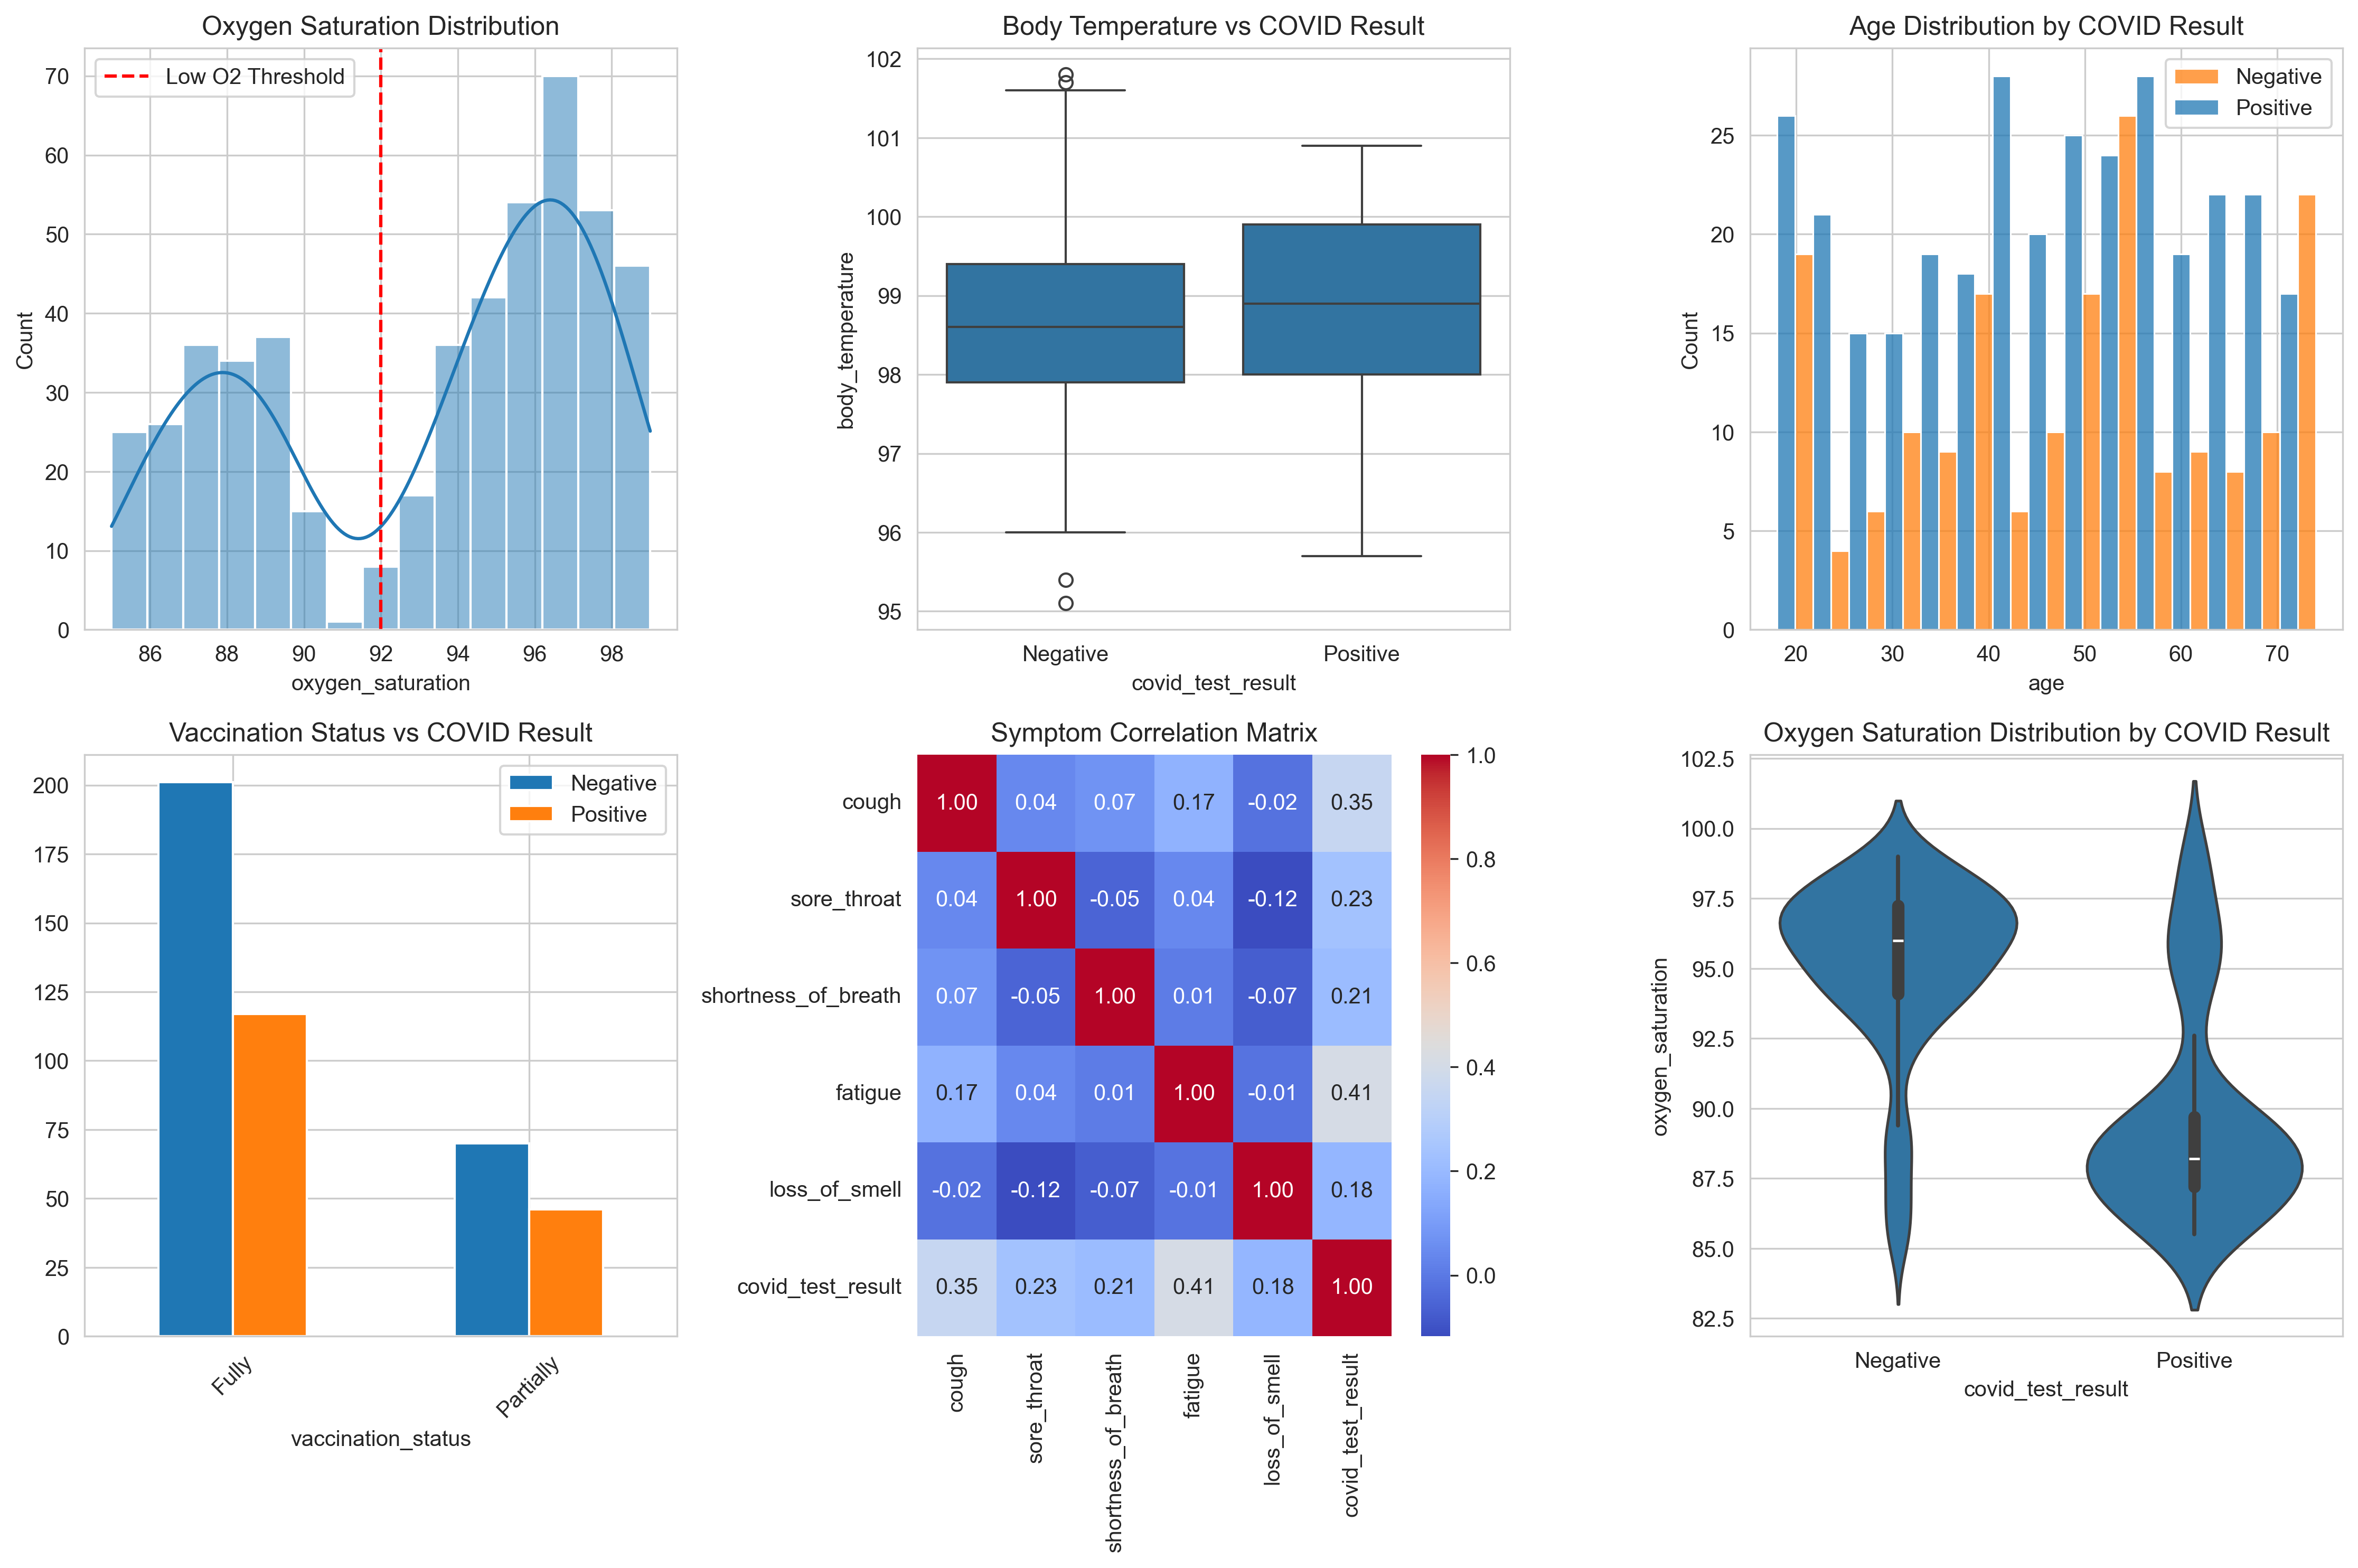 Oxygen Saturation Distribution
Low O2 Threshold
70
60
50
40
30
20
10
0
Count
86 88 90 92 94 96 98
oxygen_saturation
Body Temperature vs COVID Result
102
101
100
99
98
97
96
95
body_temperature
Negative Positive
covid_test_result
Age Distribution by COVID Result
Negative
Positive
25
20
15
10
5
0
Count
20 30 40 50 60 70
age
Vaccination Status vs COVID Result
Negative
Positive
200
175
150
125
100
75
50
25
0
Fully Partially
vaccination_status
Symptom Correlation Matrix
cough 1.00 0.04 0.07 0.17 -0.02 0.35
sore_throat 0.04 1.00 -0.05 0.04 -0.12 0.23
shortness_of_breath 0.07 -0.05 1.00 0.01 -0.07 0.21
fatigue 0.17 0.04 0.01 1.00 -0.01 0.41
loss_of_smell -0.02 -0.12 -0.07 -0.01 1.00 0.18
covid_test_result 0.35 0.23 0.21 0.41 0.18 1.00
cough sore_throat shortness_of_breath fatigue loss_of_smell covid_test_result
1.0
0.8
0.6
0.4
0.2
0.0
Oxygen Saturation Distribution by COVID Result
102.5
100.0
97.5
95.0
92.5
90.0
87.5
85.0
82.5
oxygen_saturation
Negative Positive
covid_test_result